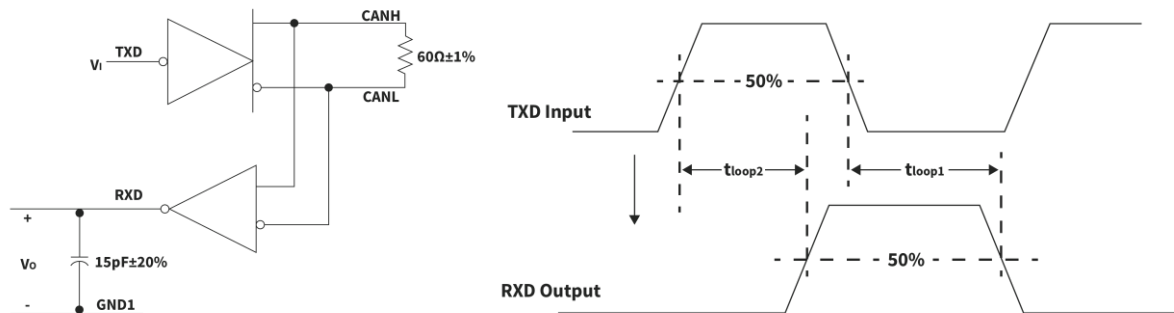 CANH
TXD
VI
60Ω±1%
CANL
RXD
+
VO
15pF±20%
-
GND1
50%
TXD Input
tloop2
tloop1
50%
RXD Output